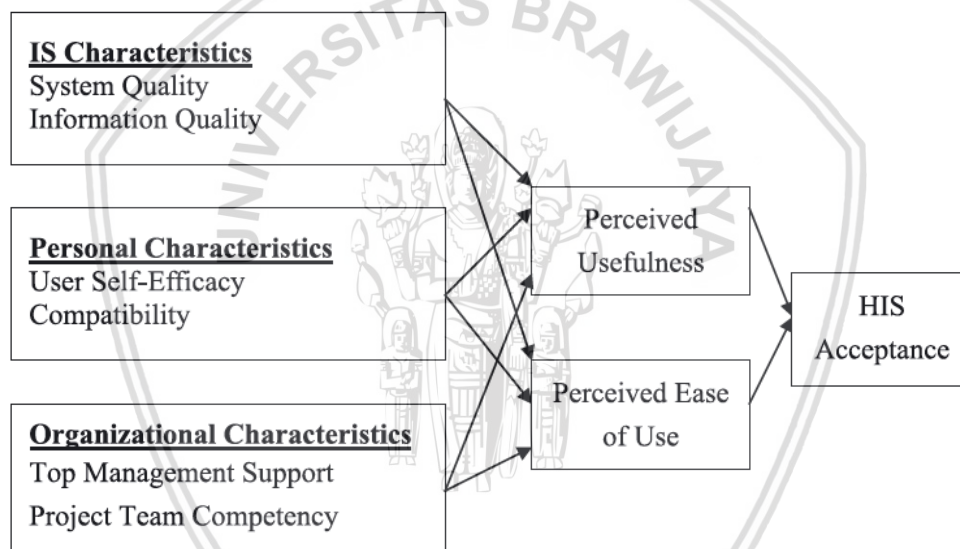 UNIVERSITAS BRAWIJAYA
IS Characteristics
System Quality
Information Quality
Personal Characteristics
User Self-Efficacy
Compatibility
Organizational Characteristics
Top Management Support
Project Team Competency
Perceived
Usefulness
Perceived Ease
of Use
HIS
Acceptance